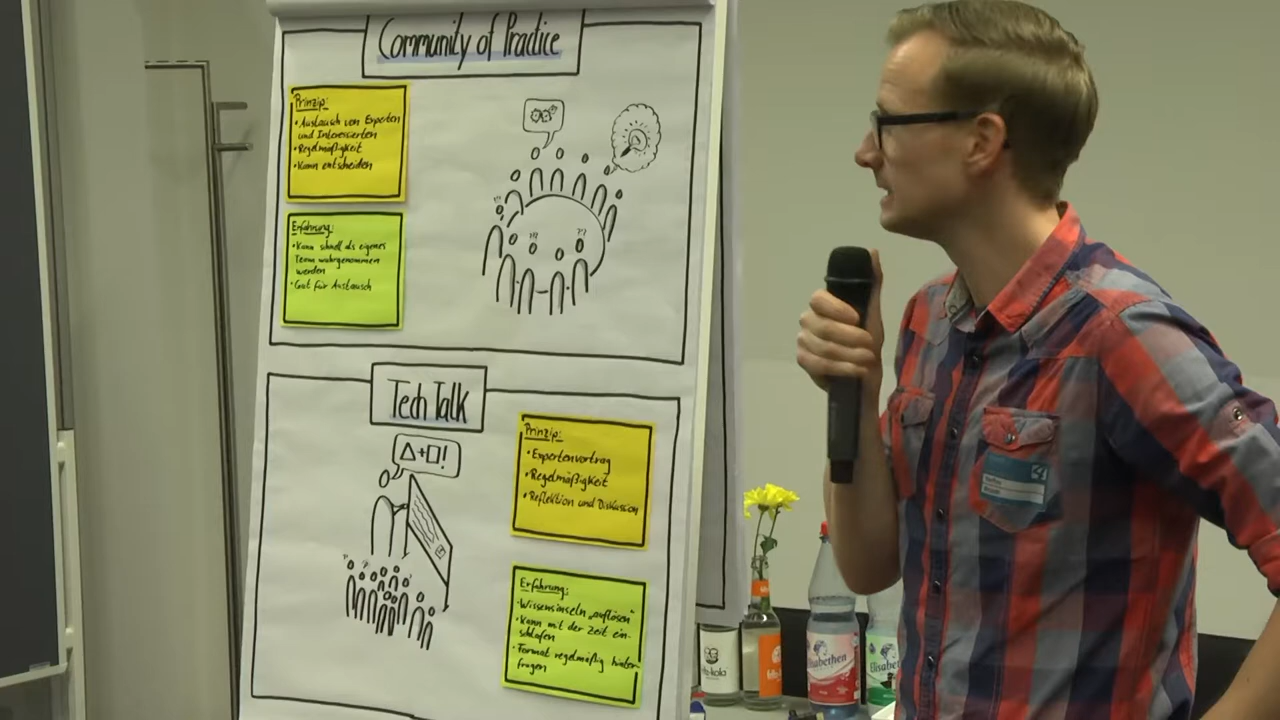 Community of Practice
Prinzip:
• Austausch von Experten
und Interessierten
• Regelmäßigkeit
• Kann entscheiden
Erfahrung:
• Kann schnell als eigenes
Team wahrgenommen
werden
• Gut für Austausch
???
???
??
Tech Talk
Δ+□!
Prinzip:
• Expertenvortrag
• Regelmäßigkeit
• Reflektion und Diskussion
Erfahrung:
• Wissensinseln „auflösen"
• Kann mit der Zeit ein-
schlafen
• Format regelmäßig hinter-
fragen
fritz-kola
Elisabethen